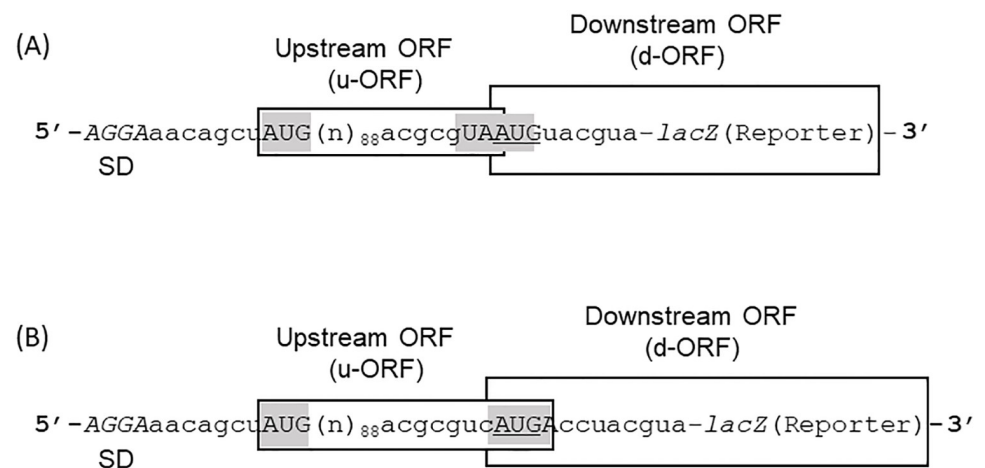 (A)
Upstream ORF
(u-ORF)
Downstream ORF
(d-ORF)
5′-AGGAaacagcuAUG(n)88acgcgUAAUGuacgua-lacZ(Reporter)-3′
SD
(B)
Upstream ORF
(u-ORF)
Downstream ORF
(d-ORF)
5′-AGGAaacagcuAUG(n)88acgcgucAUGAccuacgua-lacZ(Reporter)-3′
SD